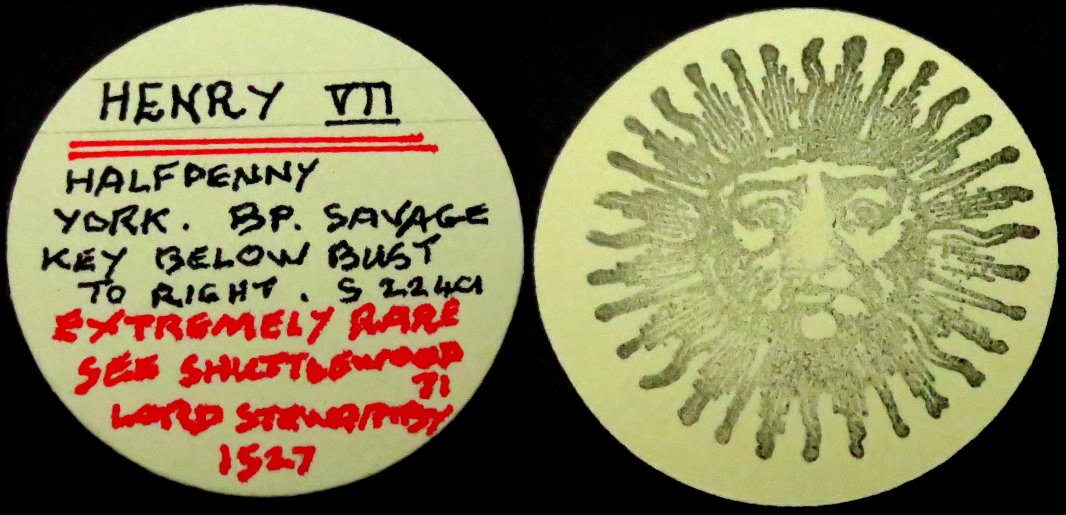 HENRY VII
HALFPENNY
YORK. BP. SAVAGE
KEY BELOW BUST
TO RIGHT. S 2249
EXTREMELY RARE
SEE SHUTTLEWOOD
71
LORD STEWARTBY
1527